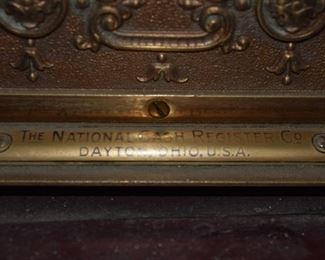 THE NATIONAL CASH REGISTER CO.
DAYTON, OHIO, U.S.A.